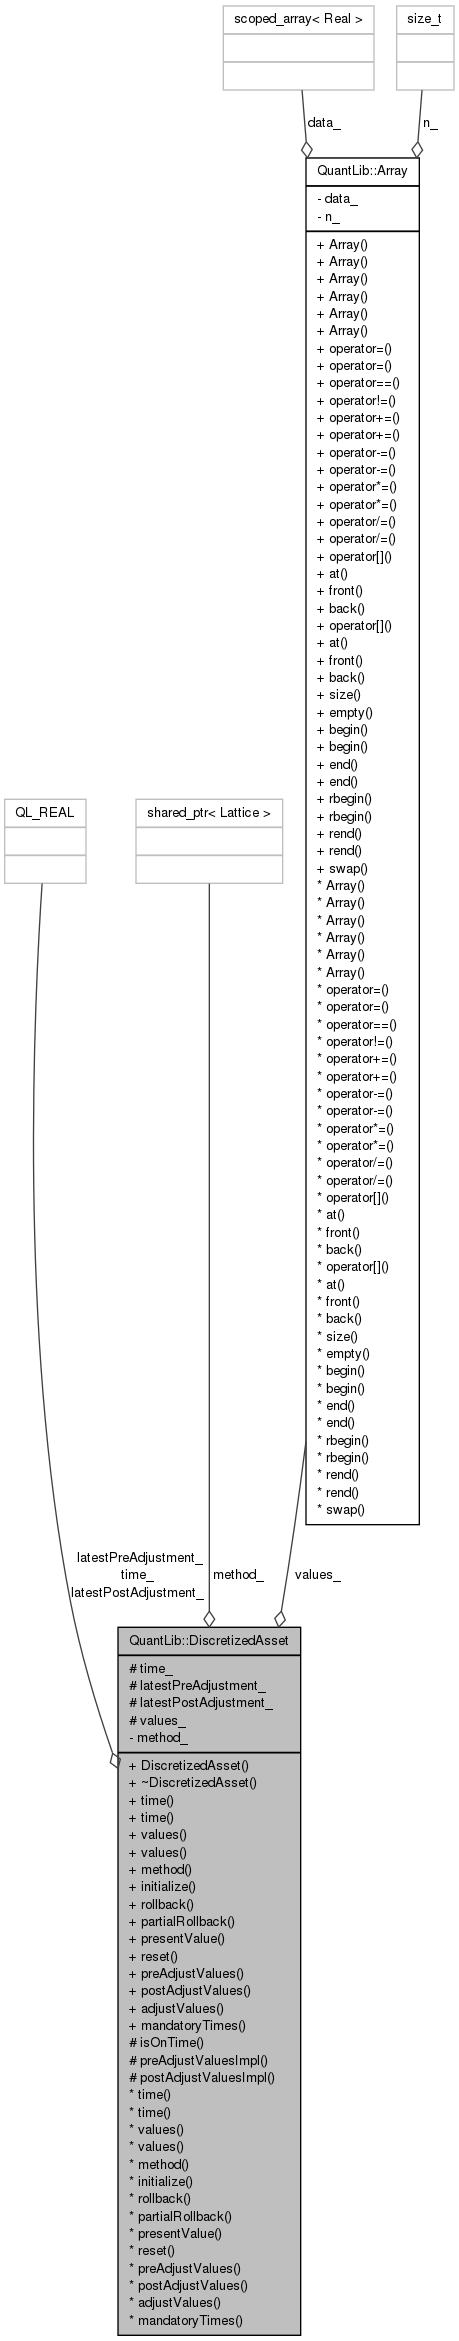 scoped_array< Real >
size_t
data_
n_
QuantLib::Array
- data_
- n_
+ Array()
+ Array()
+ Array()
+ Array()
+ Array()
+ Array()
+ operator=()
+ operator=()
+ operator==()
+ operator!=()
+ operator+=()
+ operator+=()
+ operator-=()
+ operator-=()
+ operator*=()
+ operator*=()
+ operator/=()
+ operator/=()
+ operator[]()
+ at()
+ front()
+ back()
+ operator[]()
+ at()
+ front()
+ back()
+ size()
+ empty()
+ begin()
+ begin()
+ end()
+ end()
+ rbegin()
+ rbegin()
+ rend()
+ rend()
+ swap()
* Array()
* Array()
* Array()
* Array()
* Array()
* Array()
* operator=()
* operator=()
* operator==()
* operator!=()
* operator+=()
* operator+=()
* operator-=()
* operator-=()
* operator*=()
* operator*=()
* operator/=()
* operator/=()
* operator[]()
* at()
* front()
* back()
* operator[]()
* at()
* front()
* back()
* size()
* empty()
* begin()
* begin()
* end()
* end()
* rbegin()
* rbegin()
* rend()
* rend()
* swap()
QL_REAL
shared_ptr< Lattice >
latestPreAdjustment_
time_
latestPostAdjustment_
method_
values_
QuantLib::DiscretizedAsset
# time_
# latestPreAdjustment_
# latestPostAdjustment_
# values_
- method_
+ DiscretizedAsset()
+ ~DiscretizedAsset()
+ time()
+ time()
+ values()
+ values()
+ method()
+ initialize()
+ rollback()
+ partialRollback()
+ presentValue()
+ reset()
+ preAdjustValues()
+ postAdjustValues()
+ adjustValues()
+ mandatoryTimes()
# isOnTime()
# preAdjustValuesImpl()
# postAdjustValuesImpl()
* time()
* time()
* values()
* values()
* method()
* initialize()
* rollback()
* partialRollback()
* presentValue()
* reset()
* preAdjustValues()
* postAdjustValues()
* adjustValues()
* mandatoryTimes()